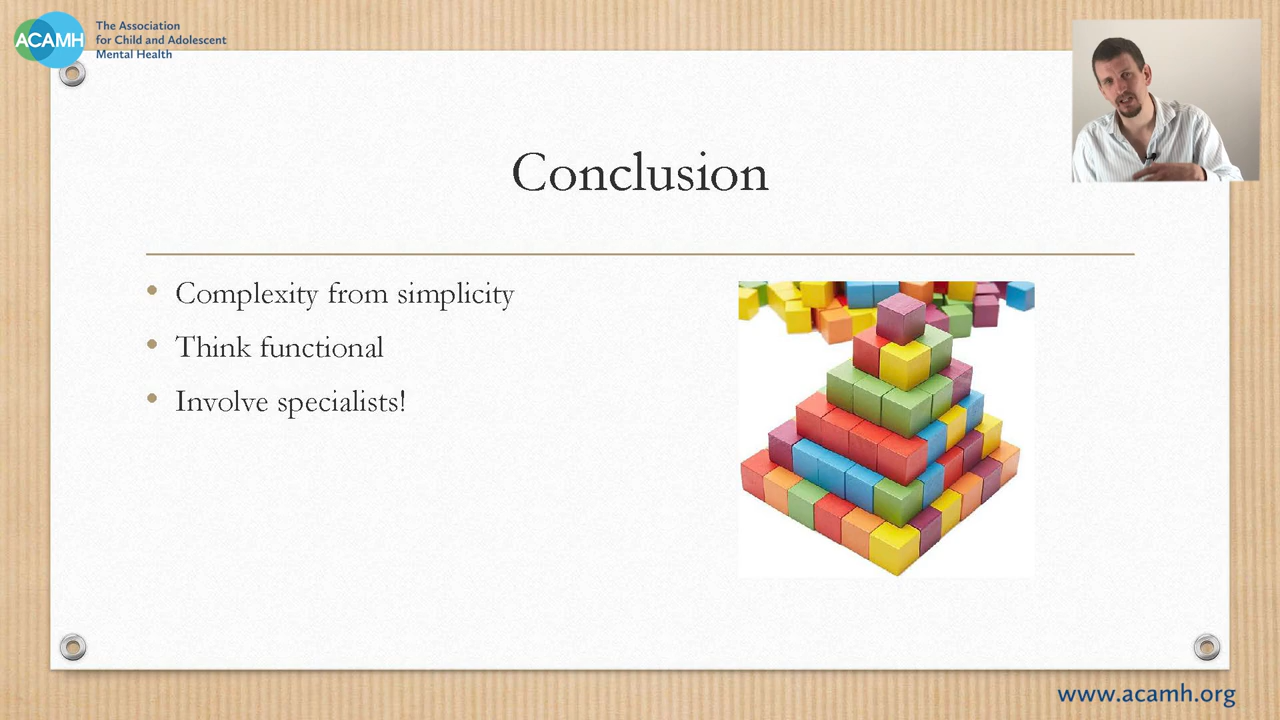 ACAMH
The Association
for Child and Adolescent
Mental Health
Conclusion
• Complexity from simplicity
• Think functional
• Involve specialists!
www.acamh.org